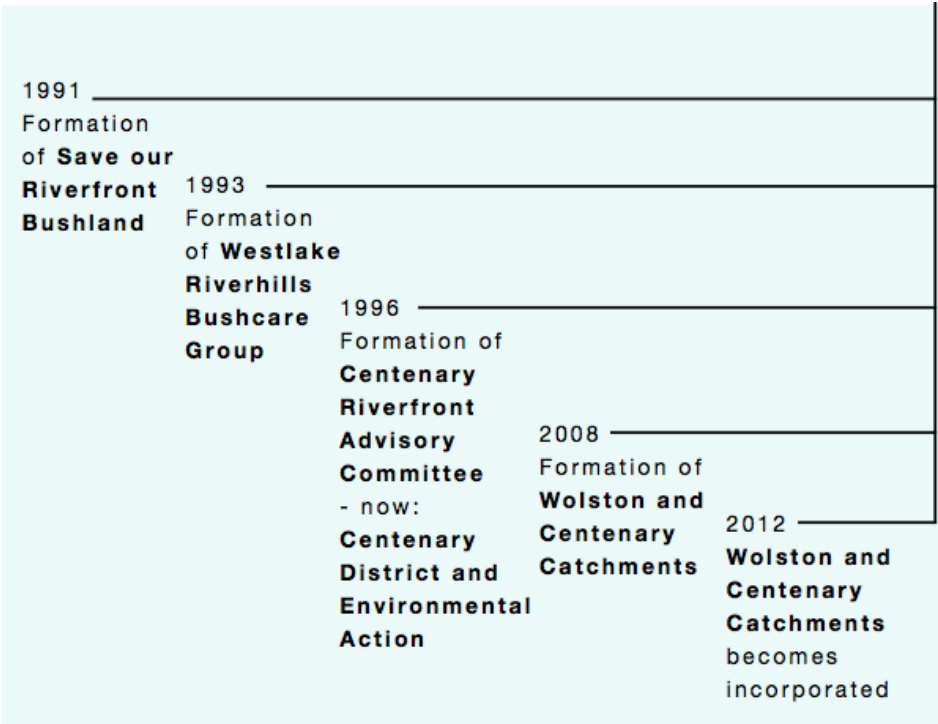 1991
Formation
of Save our
Riverfront
Bushland
1993
Formation
of Westlake
Riverhills
Bushcare
Group
1996
Formation of
Centenary
Riverfront
Advisory
Committee
- now:
Centenary
District and
Environmental
Action
2008
Formation of
Wolston and
Centenary
Catchments
2012
Wolston and
Centenary
Catchments
becomes
incorporated